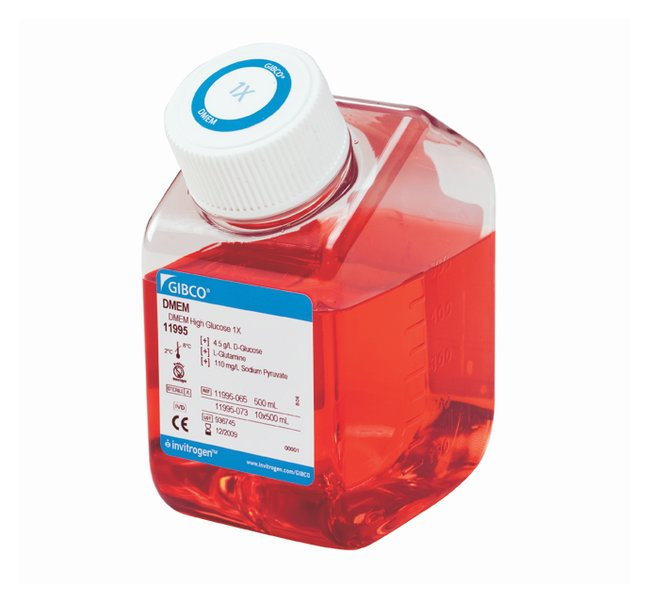 GIBCO®
1X
DMEM
GIBCO®
DMEM
DMEM High Glucose 1X
11995
[+] 4.5 g/L D-Glucose
[+] L-Glutamine
[+] 110 mg/L Sodium Pyruvate
2°C 8°C
STERILE A
REF 11995-065 500 mL
11995-073 10x500 mL
IVD
LOT 936745
12/2009
CE
00001
invitrogen™
www.invitrogen.com/GIBCO